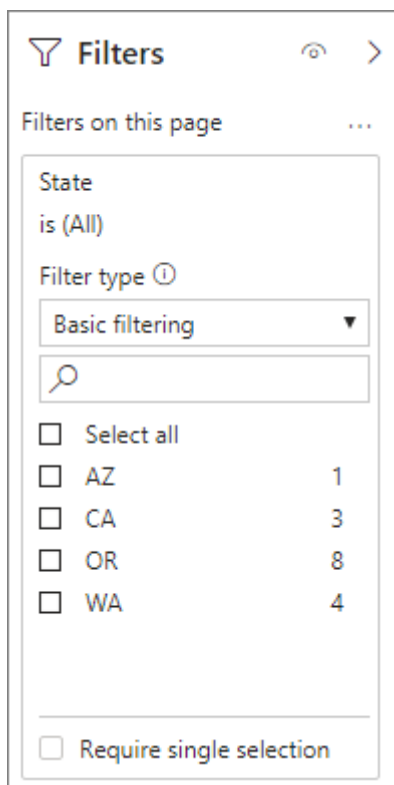 Filters
Filters on this page ...
State
is (All)
Filter type
Basic filtering
Select all
AZ 1
CA 3
OR 8
WA 4
Require single selection